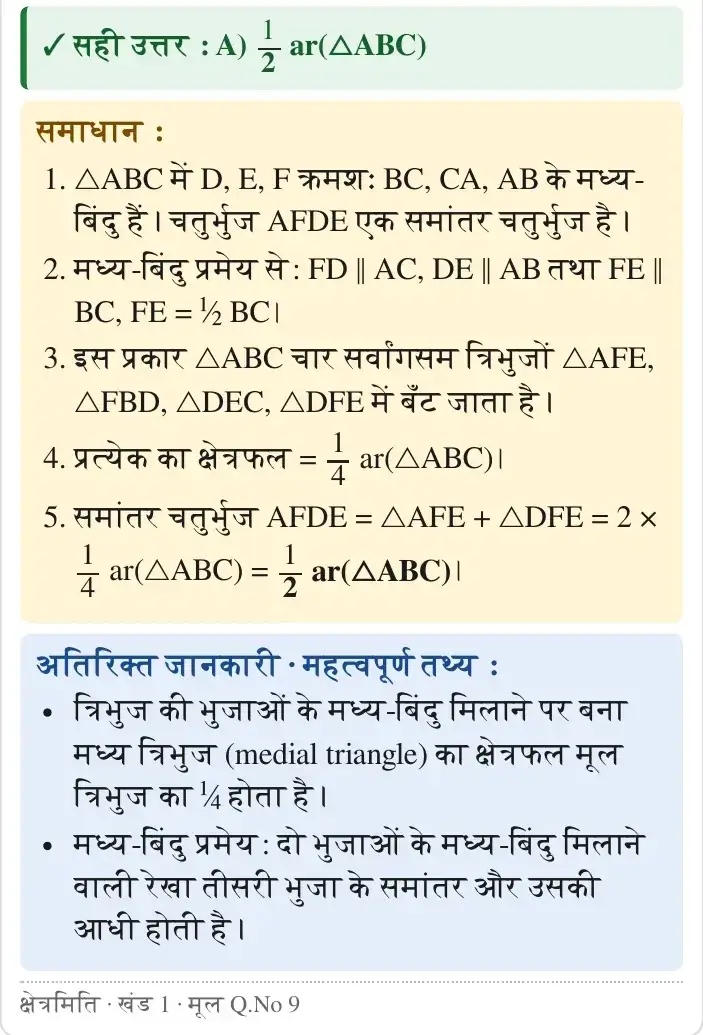 ✓ सही उत्तर : A) 1/2 ar(△ABC)
समाधान :
1. △ABC में D, E, F क्रमशः BC, CA, AB के मध्य-
बिंदु हैं। चतुर्भुज AFDE एक समांतर चतुर्भुज है।
2. मध्य-बिंदु प्रमेय से : FD || AC, DE || AB तथा FE ||
BC, FE = ½ BC।
3. इस प्रकार △ABC चार सर्वांगसम त्रिभुजों △AFE,
△FBD, △DEC, △DFE में बँट जाता है।
4. प्रत्येक का क्षेत्रफल = 1/4 ar(△ABC)।
5. समांतर चतुर्भुज AFDE = △AFE + △DFE = 2 ×
1/4 ar(△ABC) = 1/2 ar(△ABC)।
अतिरिक्त जानकारी · महत्वपूर्ण तथ्य :
• त्रिभुज की भुजाओं के मध्य-बिंदु मिलाने पर बना
मध्य त्रिभुज (medial triangle) का क्षेत्रफल मूल
त्रिभुज का ¼ होता है।
• मध्य-बिंदु प्रमेय : दो भुजाओं के मध्य-बिंदु मिलाने
वाली रेखा तीसरी भुजा के समांतर और उसकी
आधी होती है।
क्षेत्रमिति · खंड 1 · मूल Q.No 9